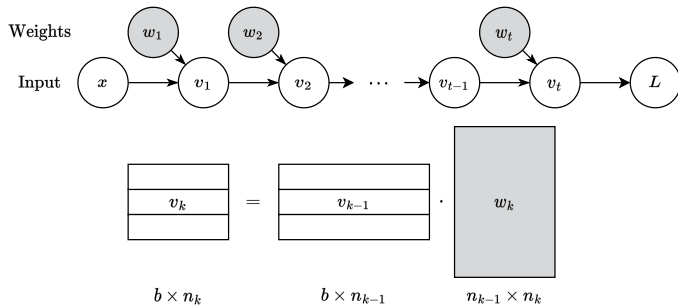 Weights w₁ w₂ wₜ
Input x v₁ v₂ ⋯ vₜ₋₁ vₜ L
vₖ = vₖ₋₁ · wₖ
b × nₖ b × nₖ₋₁ nₖ₋₁ × nₖ